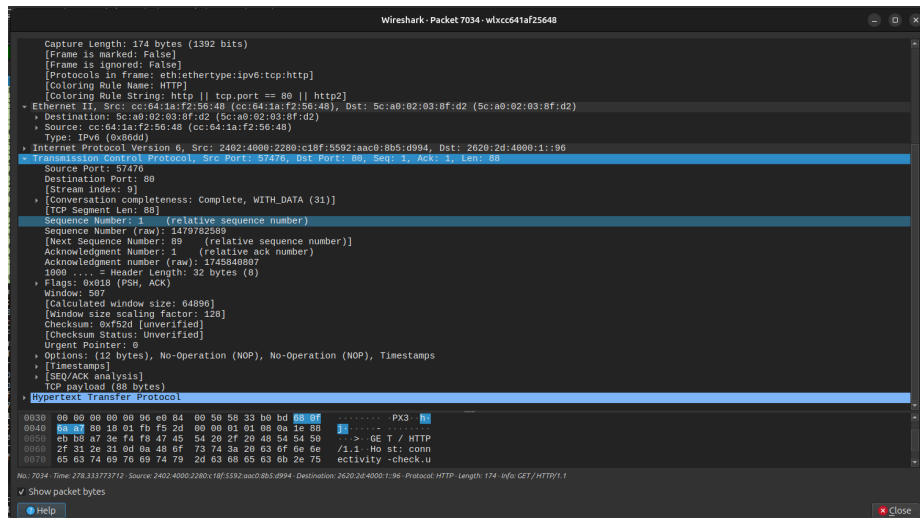 Wireshark · Packet 7034 · wlxcc641af25648
Capture Length: 174 bytes (1392 bits)
[Frame is marked: False]
[Frame is ignored: False]
[Protocols in frame: eth:ethertype:ipv6:tcp:http]
[Coloring Rule Name: HTTP]
[Coloring Rule String: http || tcp.port == 80 || http2]
Ethernet II, Src: cc:64:1a:f2:56:48 (cc:64:1a:f2:56:48), Dst: 5c:a0:02:03:8f:d2 (5c:a0:02:03:8f:d2)
Destination: 5c:a0:02:03:8f:d2 (5c:a0:02:03:8f:d2)
Source: cc:64:1a:f2:56:48 (cc:64:1a:f2:56:48)
Type: IPv6 (0x86dd)
Internet Protocol Version 6, Src: 2402:4000:2280:c18f:5592:aac0:8b5:d994, Dst: 2620:2d:4000:1::96
Transmission Control Protocol, Src Port: 57476, Dst Port: 80, Seq: 1, Ack: 1, Len: 88
Source Port: 57476
Destination Port: 80
[Stream index: 9]
[Conversation completeness: Complete, WITH_DATA (31)]
[TCP Segment Len: 88]
Sequence Number: 1    (relative sequence number)
Sequence Number (raw): 1479782589
[Next Sequence Number: 89    (relative sequence number)]
Acknowledgment Number: 1    (relative ack number)
Acknowledgment number (raw): 1745840807
1000 .... = Header Length: 32 bytes (8)
Flags: 0x018 (PSH, ACK)
Window: 507
[Calculated window size: 64896]
[Window size scaling factor: 128]
Checksum: 0xf52d [unverified]
[Checksum Status: Unverified]
Urgent Pointer: 0
Options: (12 bytes), No-Operation (NOP), No-Operation (NOP), Timestamps
[Timestamps]
[SEQ/ACK analysis]
TCP payload (88 bytes)
Hypertext Transfer Protocol
0030 00 00 00 00 00 96 e0 84 00 50 58 33 b0 bd 68 0f ········ ·PX3··h·
0040 6a a7 80 18 01 fb f5 2d 00 00 01 01 08 0a 1e 88 j······- ········
0050 eb b8 a7 3e f4 f8 47 45 54 20 2f 20 48 54 54 50 ···>··GE T / HTTP
0060 2f 31 2e 31 0d 0a 48 6f 73 74 3a 20 63 6f 6e 6e /1.1··Ho st: conn
0070 65 63 74 69 76 69 74 79 2d 63 68 65 63 6b 2e 75 ectivity -check.u
No.: 7034 · Time: 278.333773712 · Source: 2402:4000:2280:c18f:5592:aac0:8b5:d994 · Destination: 2620:2d:4000:1::96 · Protocol: HTTP · Length: 174 · Info: GET / HTTP/1.1
Show packet bytes
Help
Close